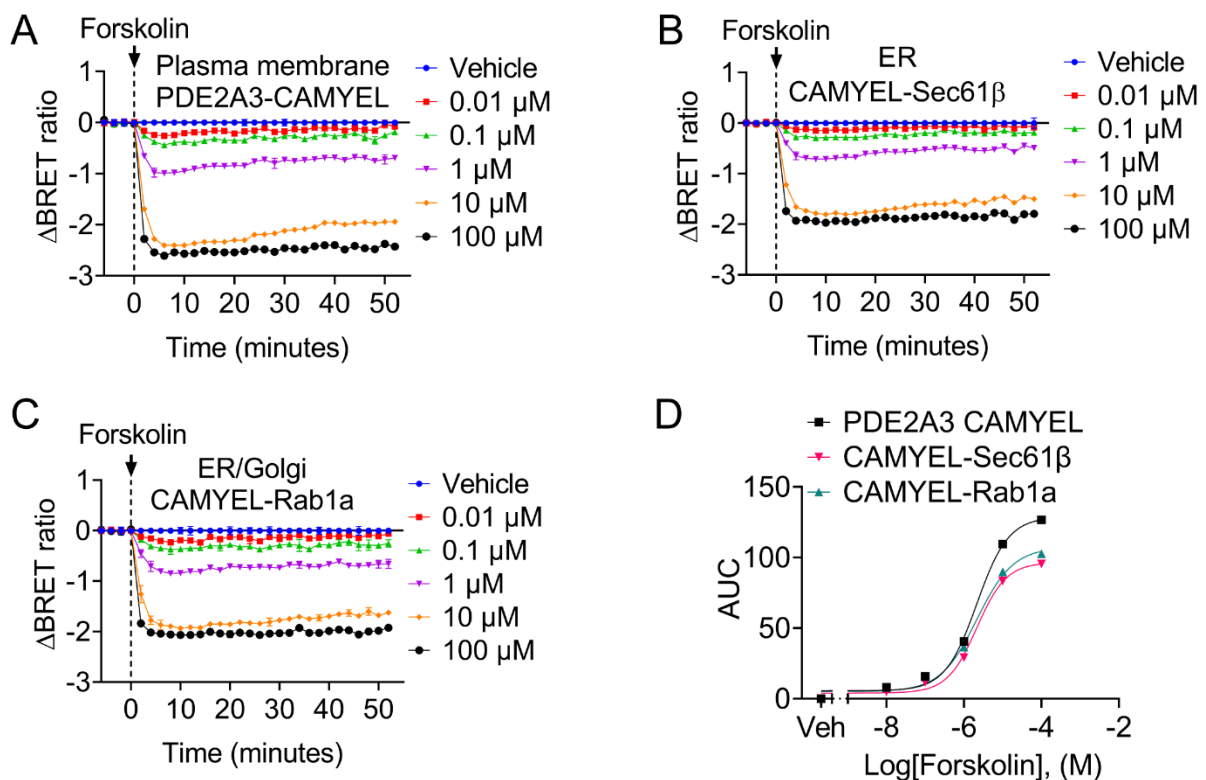 A
Forskolin
Plasma membrane
PDE2A3-CAMYEL
Vehicle
0.01 µM
0.1 µM
1 µM
10 µM
100 µM
1
0
-1
-2
-3
ΔBRET ratio
0 10 20 30 40 50
Time (minutes)
B
Forskolin
ER
CAMYEL-Sec61β
Vehicle
0.01 µM
0.1 µM
1 µM
10 µM
100 µM
1
0
-1
-2
-3
ΔBRET ratio
0 10 20 30 40 50
Time (minutes)
C
Forskolin
ER/Golgi
CAMYEL-Rab1a
Vehicle
0.01 µM
0.1 µM
1 µM
10 µM
100 µM
1
0
-1
-2
-3
ΔBRET ratio
0 10 20 30 40 50
Time (minutes)
D
PDE2A3 CAMYEL
CAMYEL-Sec61β
CAMYEL-Rab1a
150
100
50
0
AUC
Veh -8 -6 -4 -2
Log[Forskolin], (M)